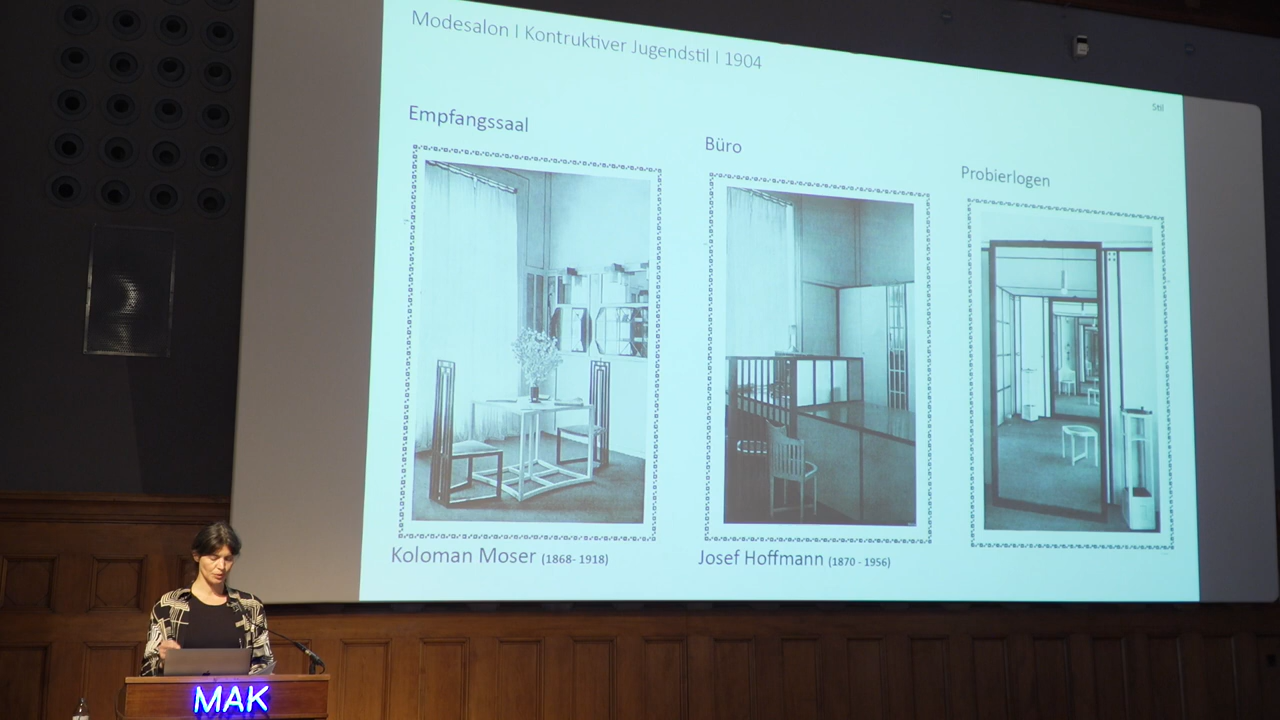 Modesalon | Kontruktiver Jugendstil | 1904
Stil
Empfangssaal
Büro
Probierlogen
Koloman Moser (1868- 1918)
Josef Hoffmann (1870 - 1956)
MAK